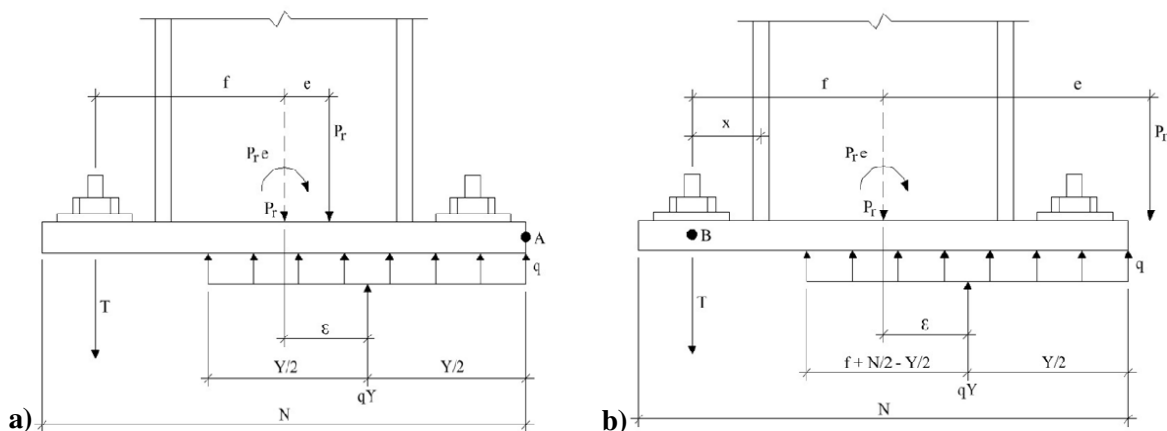 f
e
P_r
P_r e
P_r
A
q
T
ε
Y/2
Y/2
qY
N
a)
f
e
x
P_r
P_r e
P_r
B
q
T
ε
f + N/2 - Y/2
Y/2
qY
N
b)